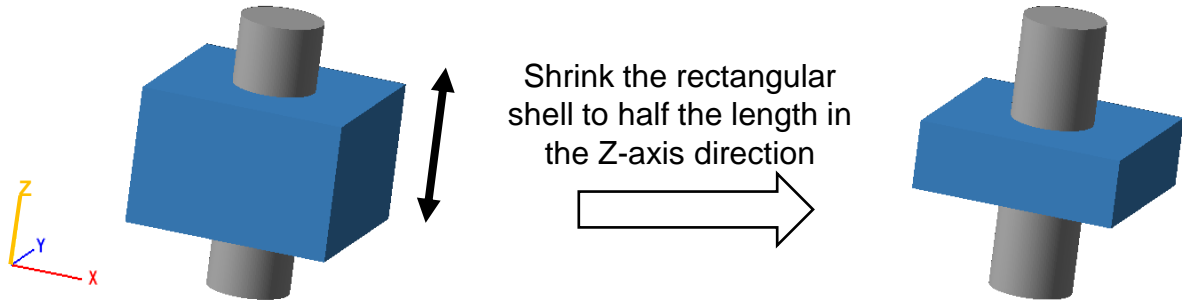 Shrink the rectangular
shell to half the length in
the Z-axis direction
Z
Y
X